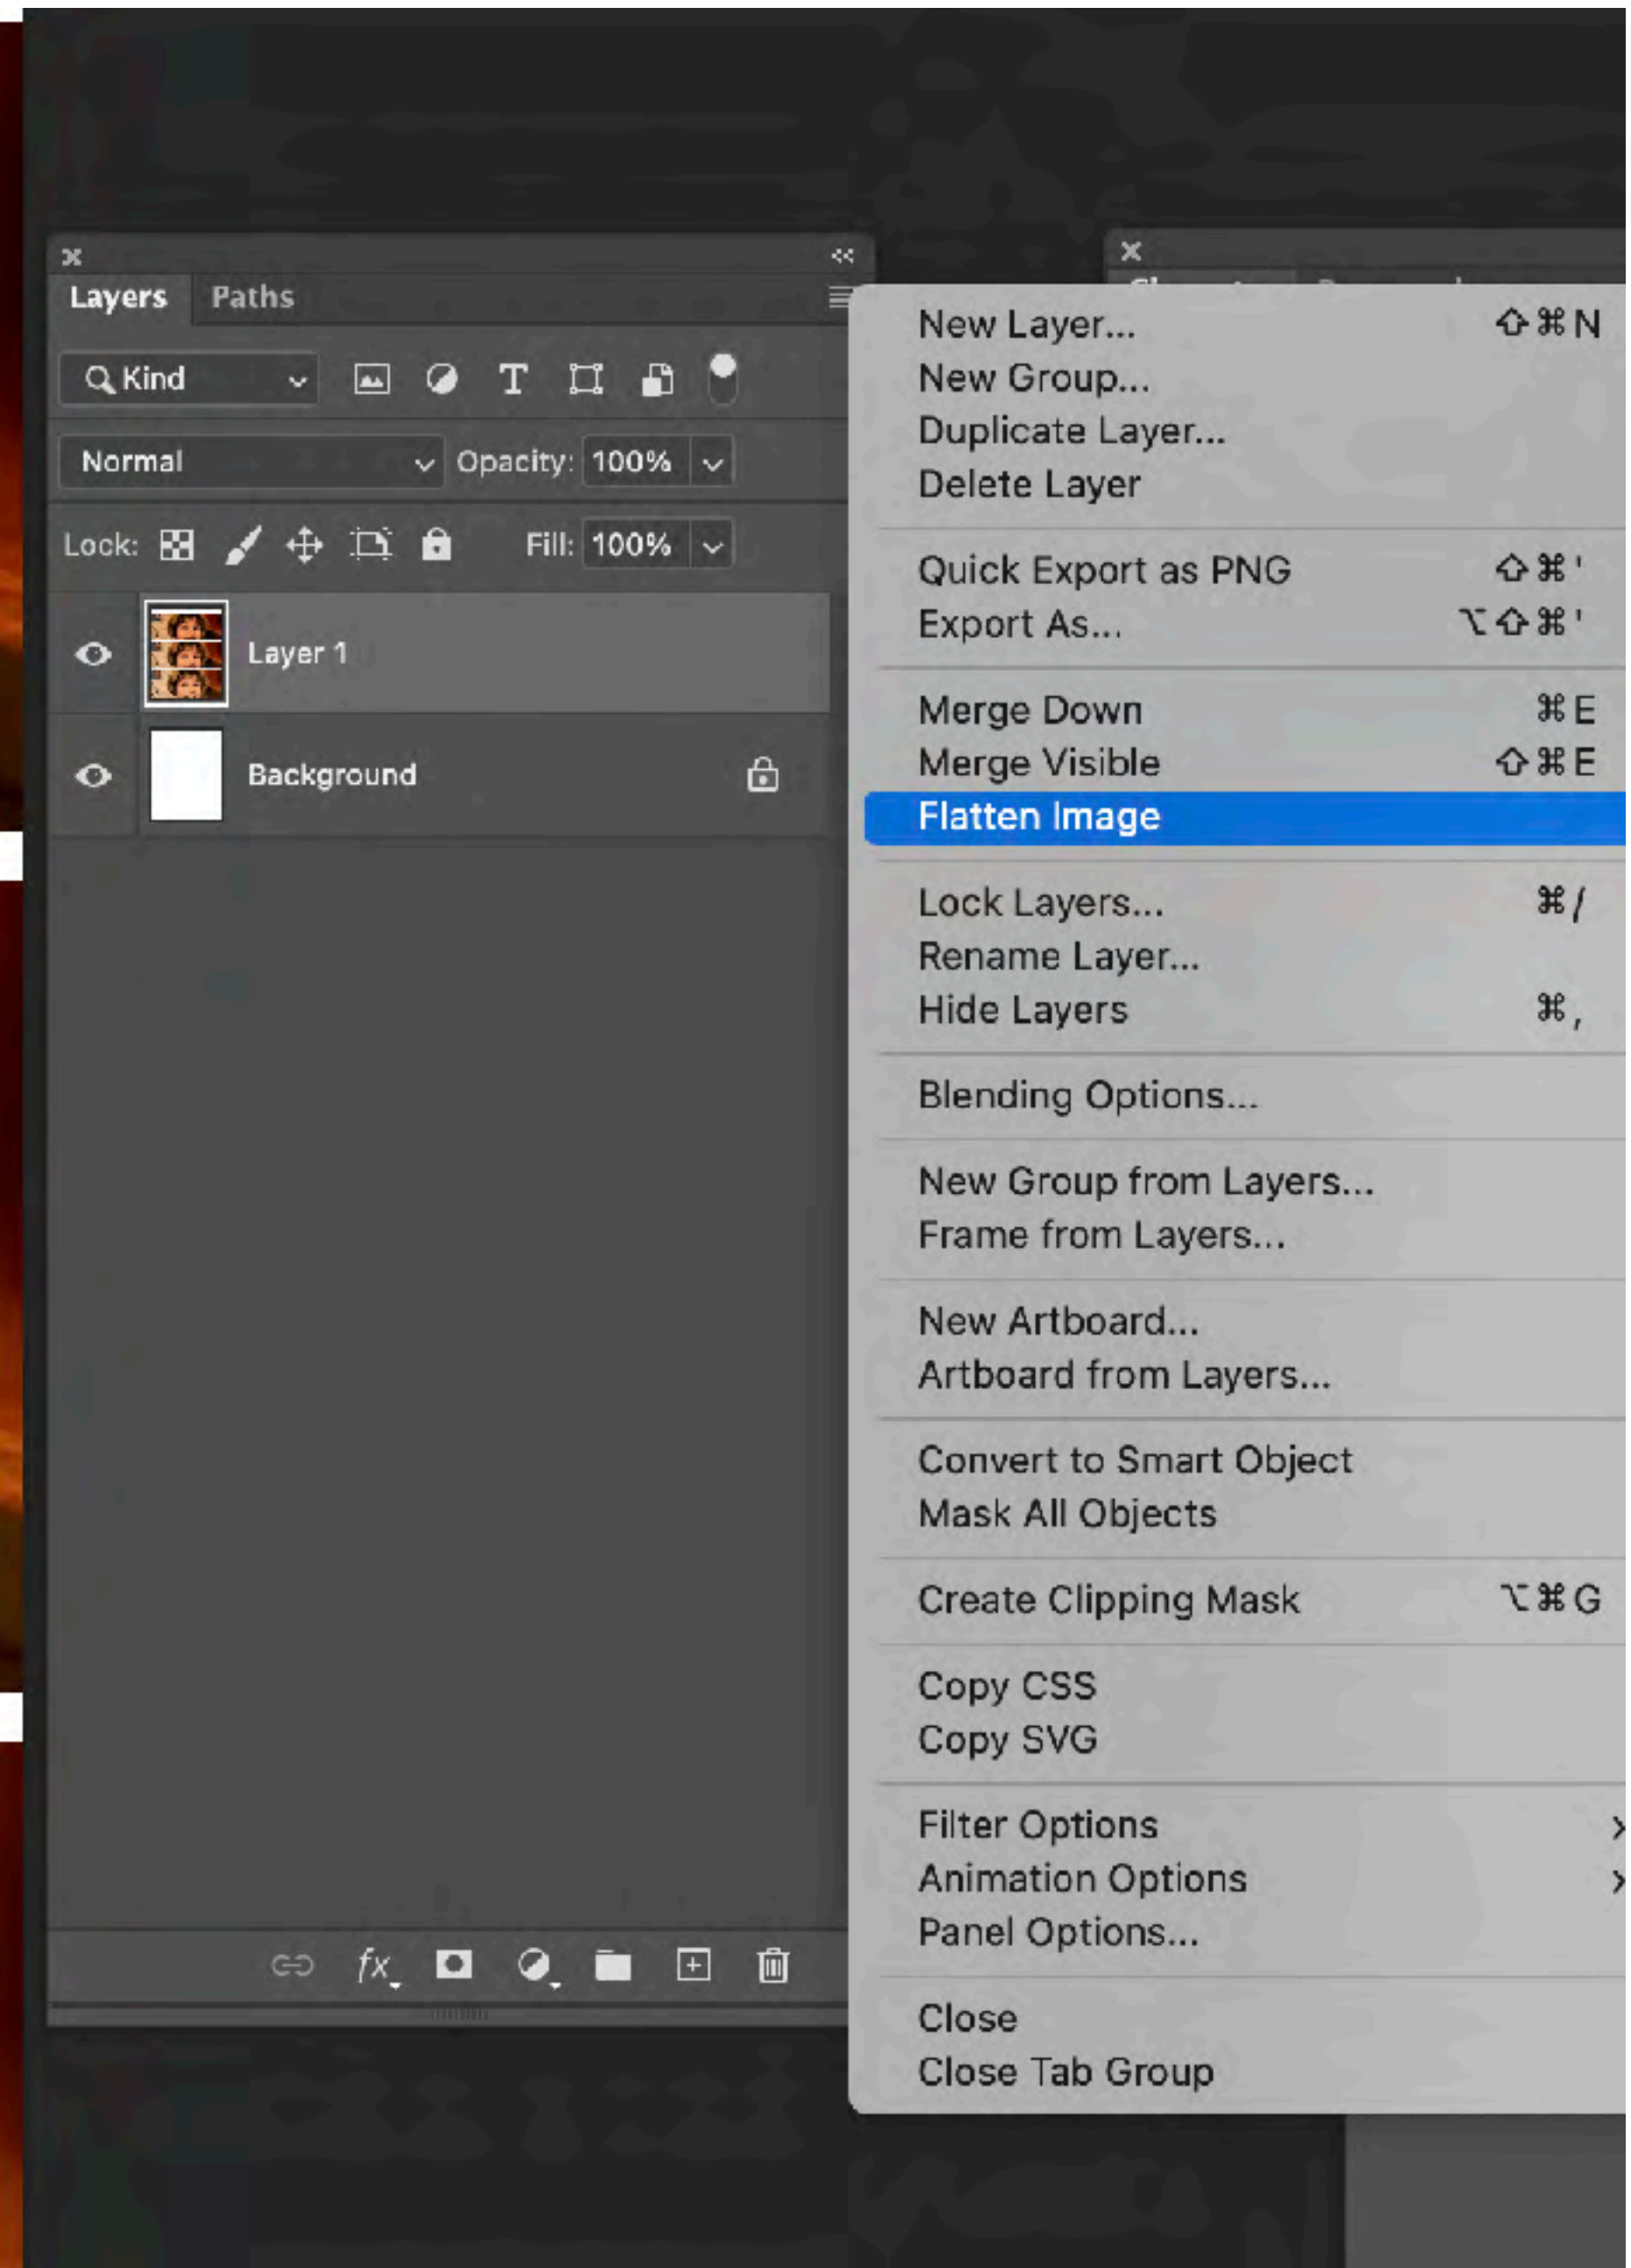 Layers Paths
Kind
Normal Opacity: 100%
Lock: Fill: 100%
Layer 1
Background
fx
New Layer... ⇧⌘N
New Group...
Duplicate Layer...
Delete Layer
Quick Export as PNG ⇧⌘'
Export As... ⌥⇧⌘'
Merge Down ⌘E
Merge Visible ⇧⌘E
Flatten Image
Lock Layers... ⌘/
Rename Layer...
Hide Layers ⌘,
Blending Options...
New Group from Layers...
Frame from Layers...
New Artboard...
Artboard from Layers...
Convert to Smart Object
Mask All Objects
Create Clipping Mask ⌥⌘G
Copy CSS
Copy SVG
Filter Options
Animation Options
Panel Options...
Close
Close Tab Group